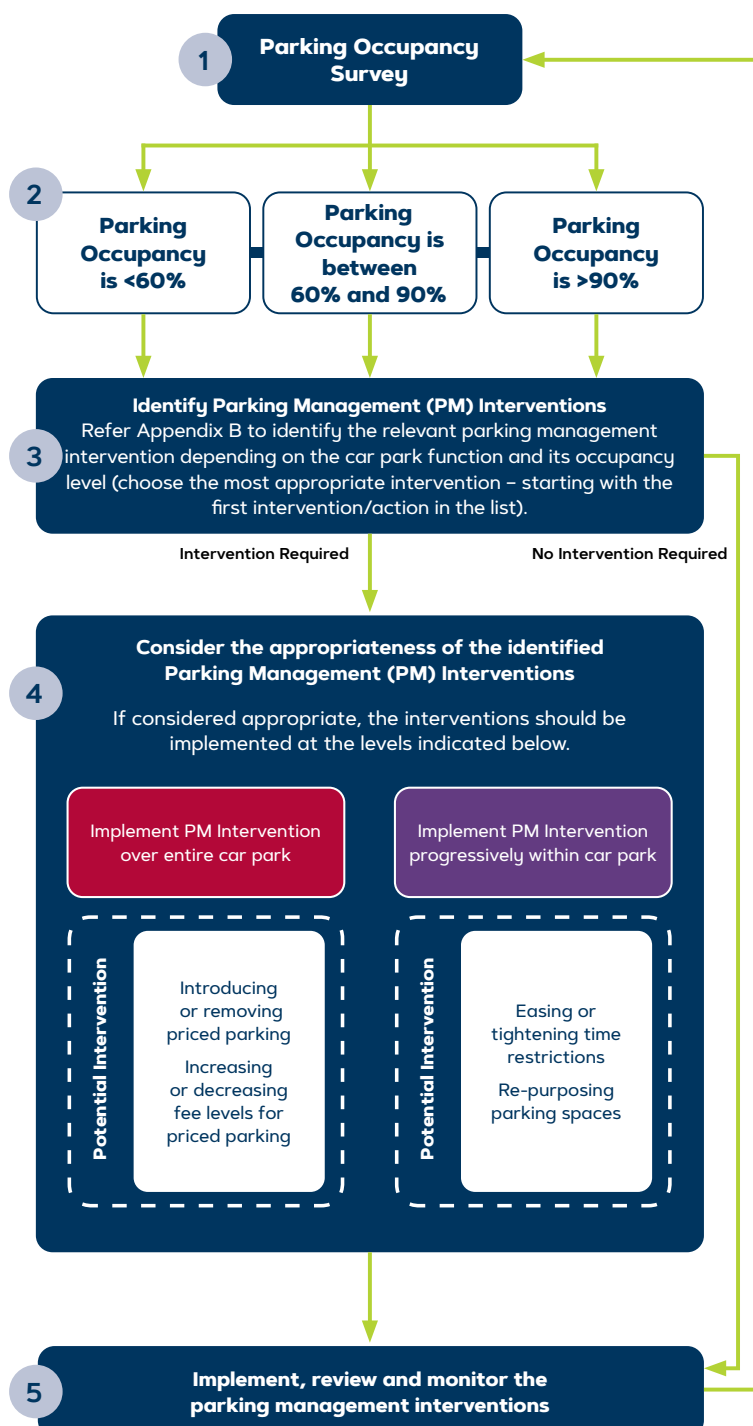 1
Parking Occupancy
Survey
2
Parking
Occupancy
is <60%
Parking
Occupancy is
between
60% and 90%
Parking
Occupancy
is >90%
3
Identify Parking Management (PM) Interventions
Refer Appendix B to identify the relevant parking management
intervention depending on the car park function and its occupancy
level (choose the most appropriate intervention – starting with the
first intervention/action in the list).
Intervention Required
No Intervention Required
4
Consider the appropriateness of the identified
Parking Management (PM) Interventions
If considered appropriate, the interventions should be
implemented at the levels indicated below.
Implement PM Intervention
over entire car park
Implement PM Intervention
progressively within car park
Potential Intervention
Introducing
or removing
priced parking
Increasing
or decreasing
fee levels for
priced parking
Potential Intervention
Easing or
tightening time
restrictions
Re-purposing
parking spaces
5
Implement, review and monitor the
parking management interventions